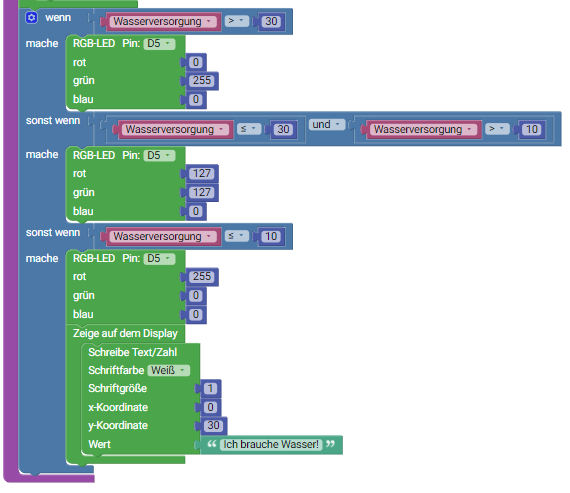 wenn Wasserversorgung > 30
mache RGB-LED Pin: D5
rot 0
grün 255
blau 0
sonst wenn Wasserversorgung ≤ 30 und Wasserversorgung > 10
mache RGB-LED Pin: D5
rot 127
grün 127
blau 0
sonst wenn Wasserversorgung ≤ 10
mache RGB-LED Pin: D5
rot 255
grün 0
blau 0
Zeige auf dem Display
Schreibe Text/Zahl
Schriftfarbe Weiß
Schriftgröße 1
x-Koordinate 0
y-Koordinate 30
Wert “ Ich brauche Wasser! ”